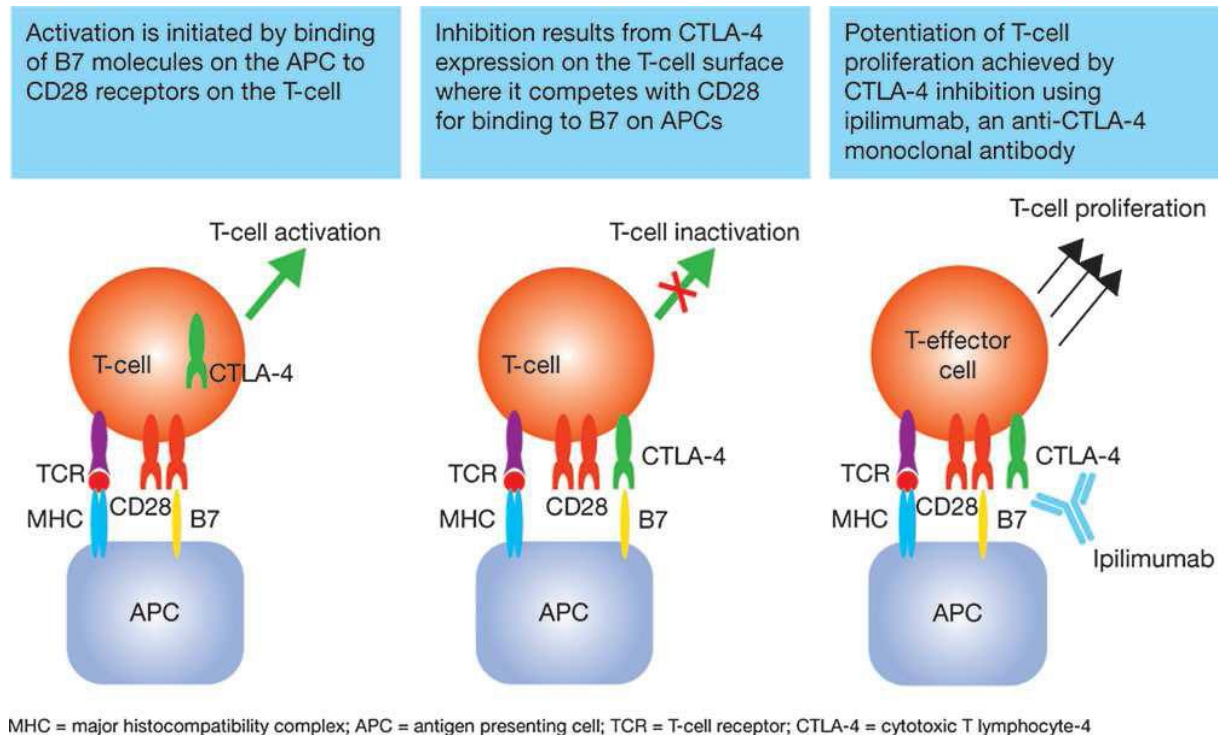 Activation is initiated by binding
of B7 molecules on the APC to
CD28 receptors on the T-cell
Inhibition results from CTLA-4
expression on the T-cell surface
where it competes with CD28
for binding to B7 on APCs
Potentiation of T-cell
proliferation achieved by
CTLA-4 inhibition using
ipilimumab, an anti-CTLA-4
monoclonal antibody
T-cell activation
T-cell
CTLA-4
TCR
CD28
MHC
B7
APC
T-cell inactivation
T-cell
CTLA-4
TCR
CD28
MHC
B7
APC
T-cell proliferation
T-effector
cell
CTLA-4
TCR
CD28
MHC
B7
Ipilimumab
APC
MHC = major histocompatibility complex; APC = antigen presenting cell; TCR = T-cell receptor; CTLA-4 = cytotoxic T lymphocyte-4